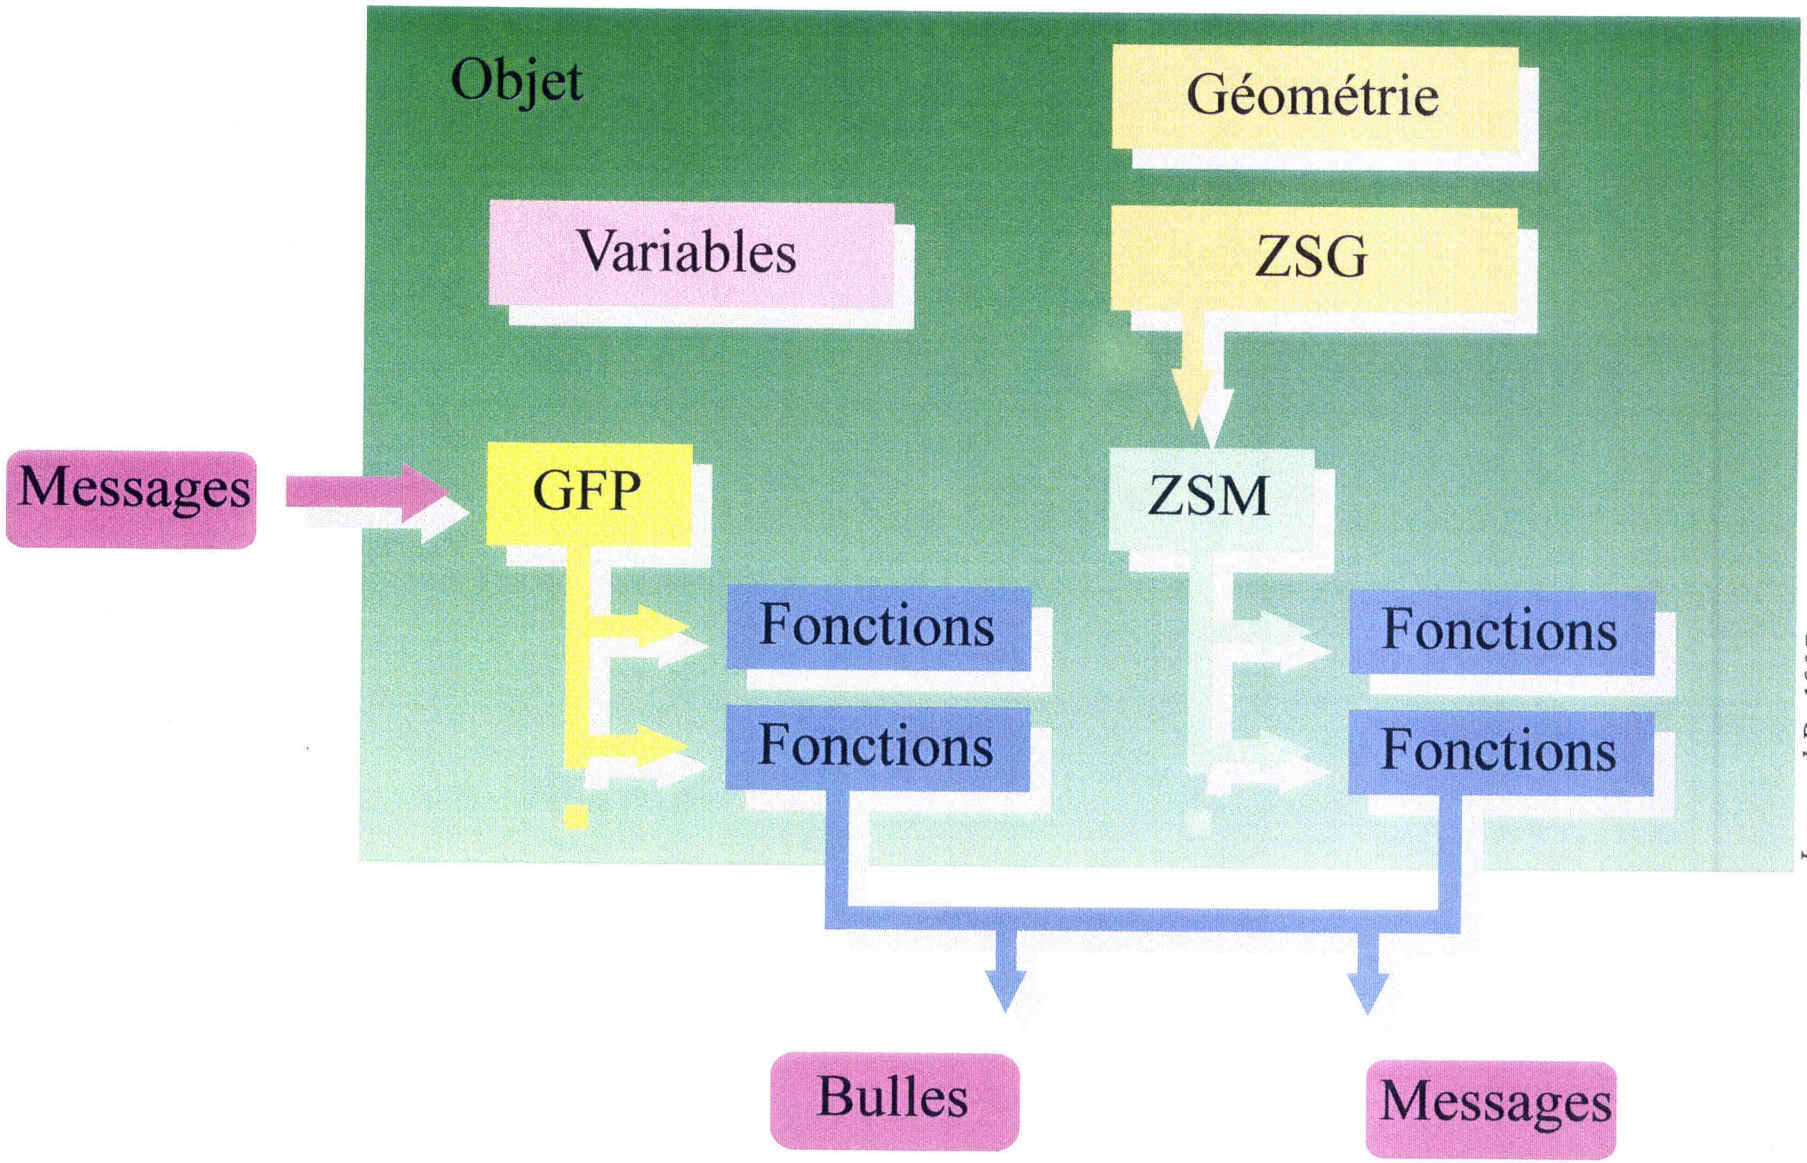 Objet
Géométrie
Variables
ZSG
Messages
GFP
ZSM
Fonctions
Fonctions
Fonctions
Fonctions
Bulles
Messages